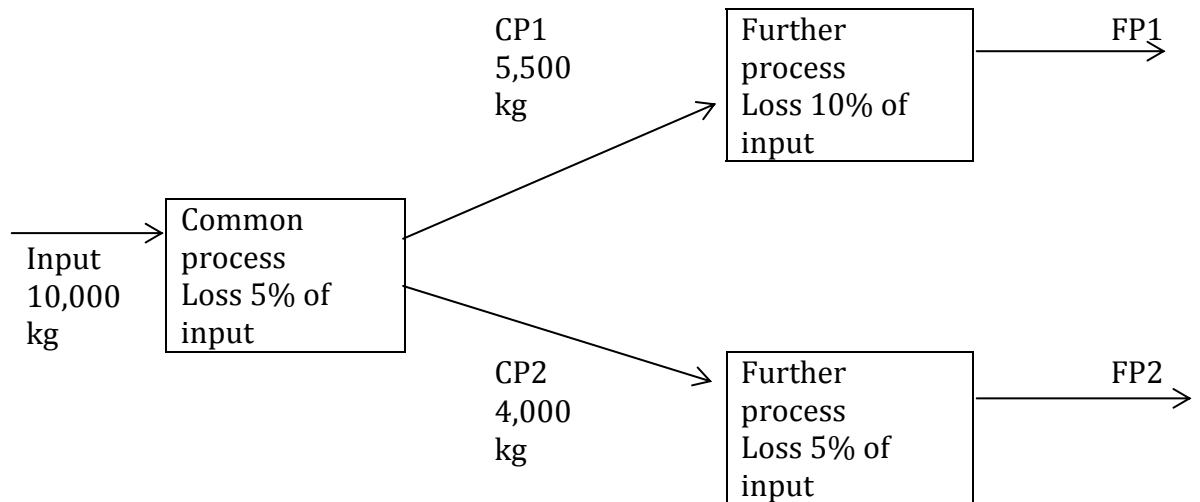 Input
10,000
kg
Common
process
Loss 5% of
input
CP1
5,500
kg
Further
process
Loss 10% of
input
FP1
CP2
4,000
kg
Further
process
Loss 5% of
input
FP2